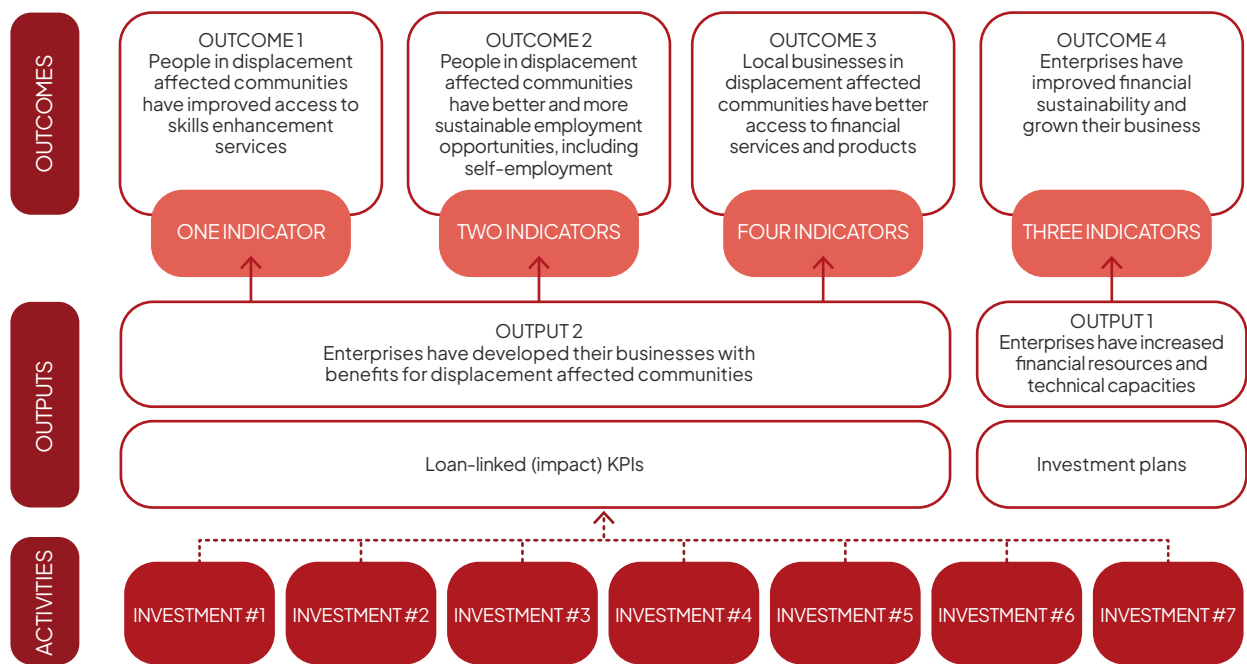 OUTCOMES
OUTCOME 1
People in displacement
affected communities
have improved access to
skills enhancement
services
ONE INDICATOR
OUTCOME 2
People in displacement
affected communities
have better and more
sustainable employment
opportunities, including
self-employment
TWO INDICATORS
OUTCOME 3
Local businesses in
displacement affected
communities have better
access to financial
services and products
FOUR INDICATORS
OUTCOME 4
Enterprises have
improved financial
sustainability and
grown their business
THREE INDICATORS
OUTPUTS
OUTPUT 2
Enterprises have developed their businesses with
benefits for displacement affected communities
OUTPUT 1
Enterprises have increased
financial resources and
technical capacities
Loan-linked (impact) KPIs
Investment plans
ACTIVITIES
INVESTMENT #1
INVESTMENT #2
INVESTMENT #3
INVESTMENT #4
INVESTMENT #5
INVESTMENT #6
INVESTMENT #7